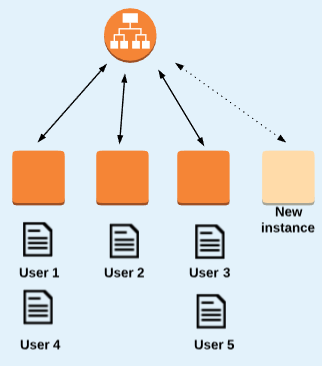 New
instance
User 1
User 2
User 3
User 4
User 5